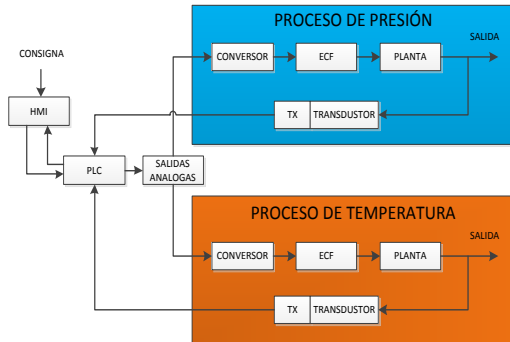 PROCESO DE PRESIÓN
SALIDA
CONSIGNA
CONVERSOR
ECF
PLANTA
HMI
TX
TRANSDUSTOR
PLC
SALIDAS
ANALOGAS
PROCESO DE TEMPERATURA
SALIDA
CONVERSOR
ECF
PLANTA
TX
TRANSDUSTOR